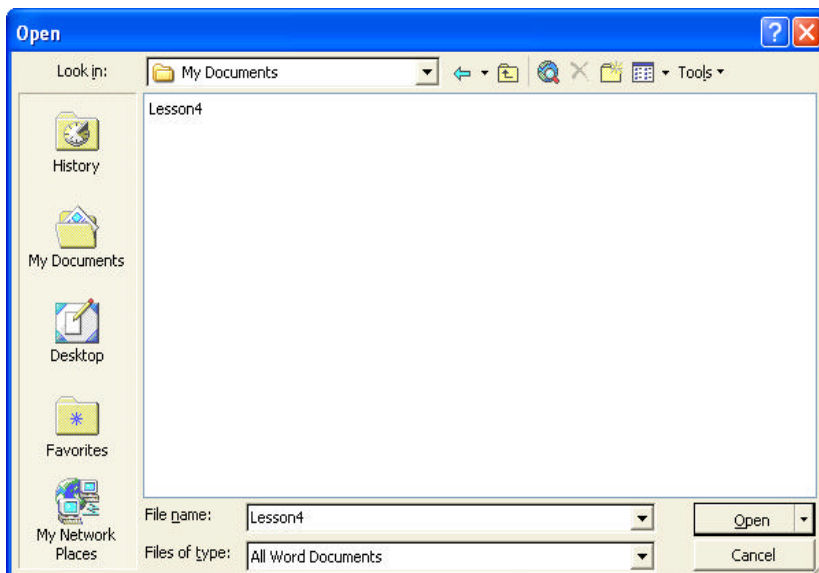 Open
Look in:
My Documents
Tools
Lesson4
History
My Documents
Desktop
Favorites
My Network
Places
File name:
Lesson4
Open
Files of type:
All Word Documents
Cancel